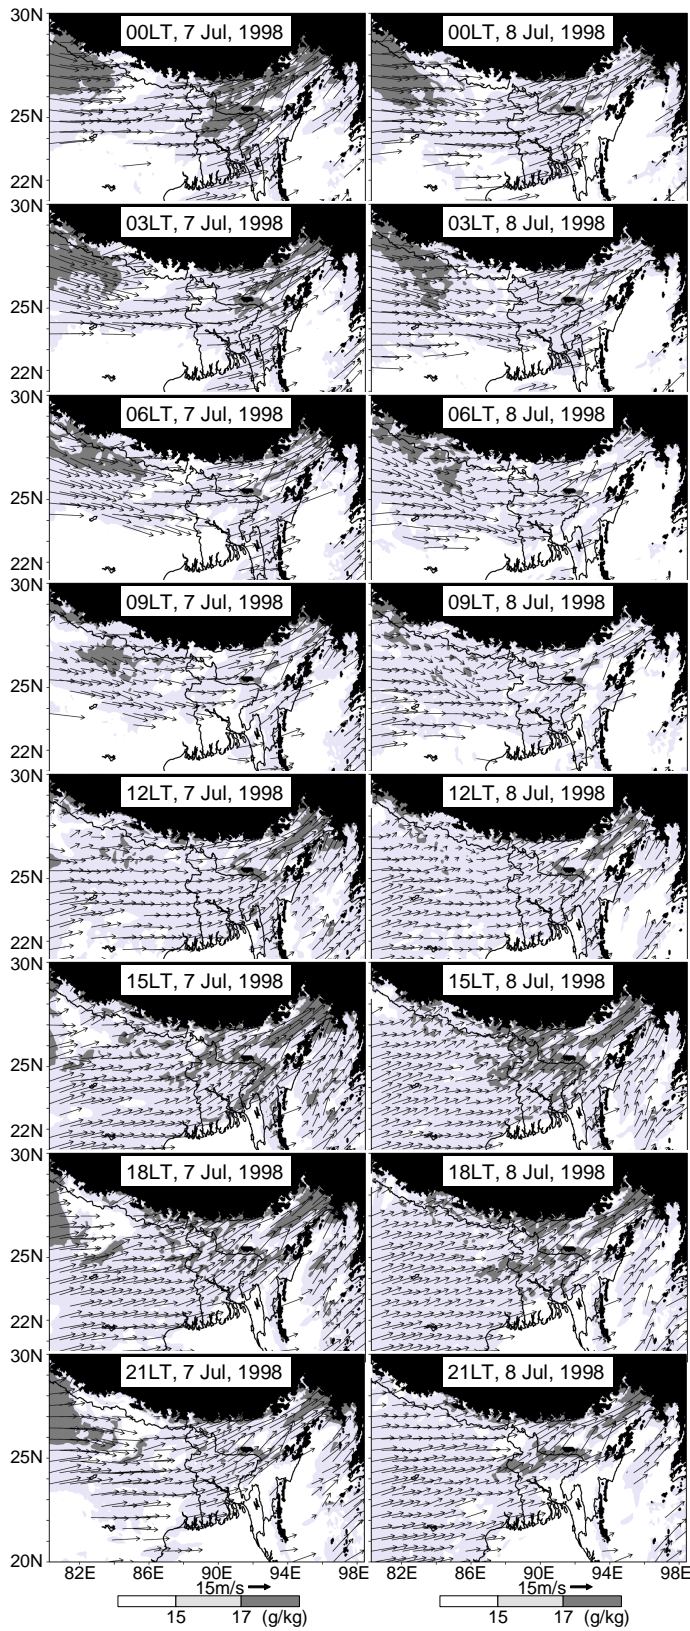 30N
00LT, 7 Jul, 1998
00LT, 8 Jul, 1998
25N
22N
30N
03LT, 7 Jul, 1998
03LT, 8 Jul, 1998
25N
22N
30N
06LT, 7 Jul, 1998
06LT, 8 Jul, 1998
25N
22N
30N
09LT, 7 Jul, 1998
09LT, 8 Jul, 1998
25N
22N
30N
12LT, 7 Jul, 1998
12LT, 8 Jul, 1998
25N
22N
30N
15LT, 7 Jul, 1998
15LT, 8 Jul, 1998
25N
22N
30N
18LT, 7 Jul, 1998
18LT, 8 Jul, 1998
25N
22N
30N
21LT, 7 Jul, 1998
21LT, 8 Jul, 1998
25N
20N
82E 86E 90E 94E 98E 82E 86E 90E 94E 98E
15m/s 15m/s
15 17 (g/kg) 15 17 (g/kg)